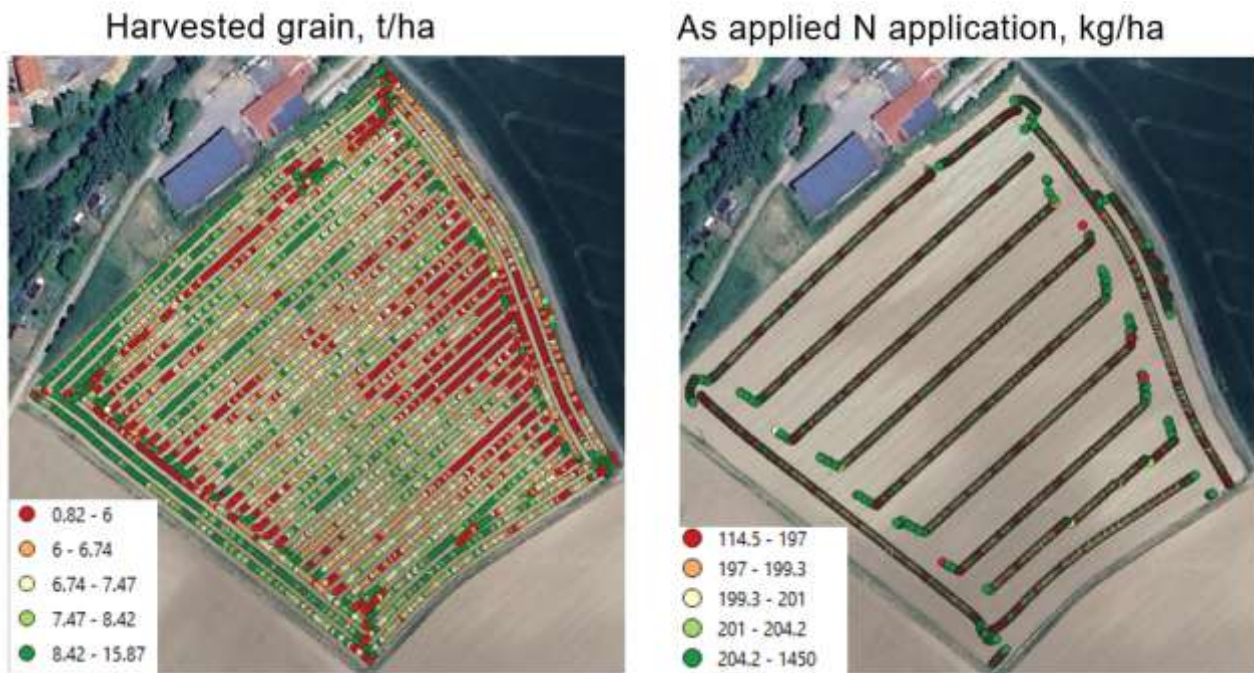 Harvested grain, t/ha
As applied N application, kg/ha
0.82 - 6
6 - 6.74
6.74 - 7.47
7.47 - 8.42
8.42 - 15.87
114.5 - 197
197 - 199.3
199.3 - 201
201 - 204.2
204.2 - 1450